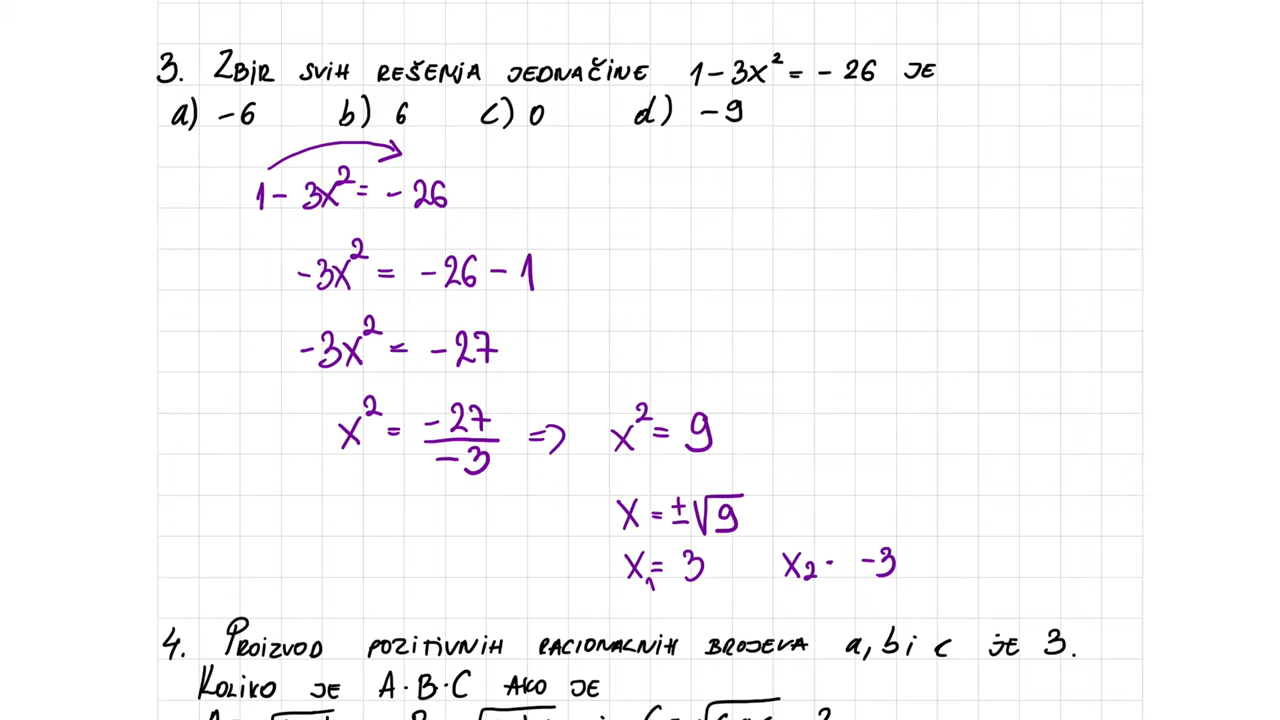 3. ZBIR SVIH REŠENJA JEDNAČINE 1-3x² = -26 JE
a) -6 b) 6 c) 0 d) -9
1-3x² = -26
-3x² = -26-1
-3x² = -27
x² = -27/-3 => x² = 9
x = ±√9
x₁ = 3 x₂ = -3
4. PROIZVOD POZITIVNIH RACIONALNIH BROJEVA a, b i c JE 3.
KOLIKO JE A·B·C AKO JE